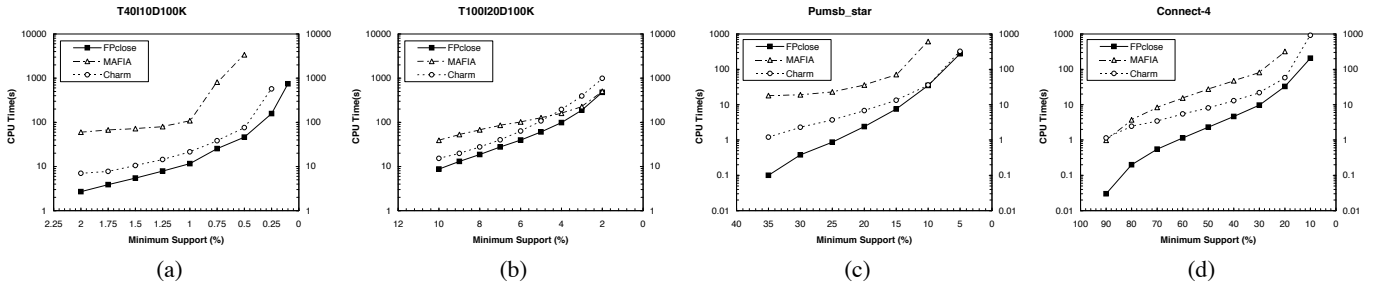 T40I10D100K
10000
1000
100
10
1
10000
1000
100
10
1
CPU Time(s)
FPclose
MAFIA
Charm
2.25 2 1.75 1.5 1.25 1 0.75 0.5 0.25 0
Minimum Support (%)
(a)
T100I20D100K
10000
1000
100
10
1
10000
1000
100
10
1
CPU Time(s)
FPclose
MAFIA
Charm
12 10 8 6 4 2 0
Minimum Support (%)
(b)
Pumsb_star
1000
100
10
1
0.1
0.01
1000
100
10
1
0.1
0.01
CPU Time(s)
FPclose
MAFIA
Charm
40 35 30 25 20 15 10 5 0
Minimum Support (%)
(c)
Connect-4
1000
100
10
1
0.1
0.01
1000
100
10
1
0.1
0.01
CPU Time(s)
FPclose
MAFIA
Charm
100 90 80 70 60 50 40 30 20 10 0
Minimum Support (%)
(d)